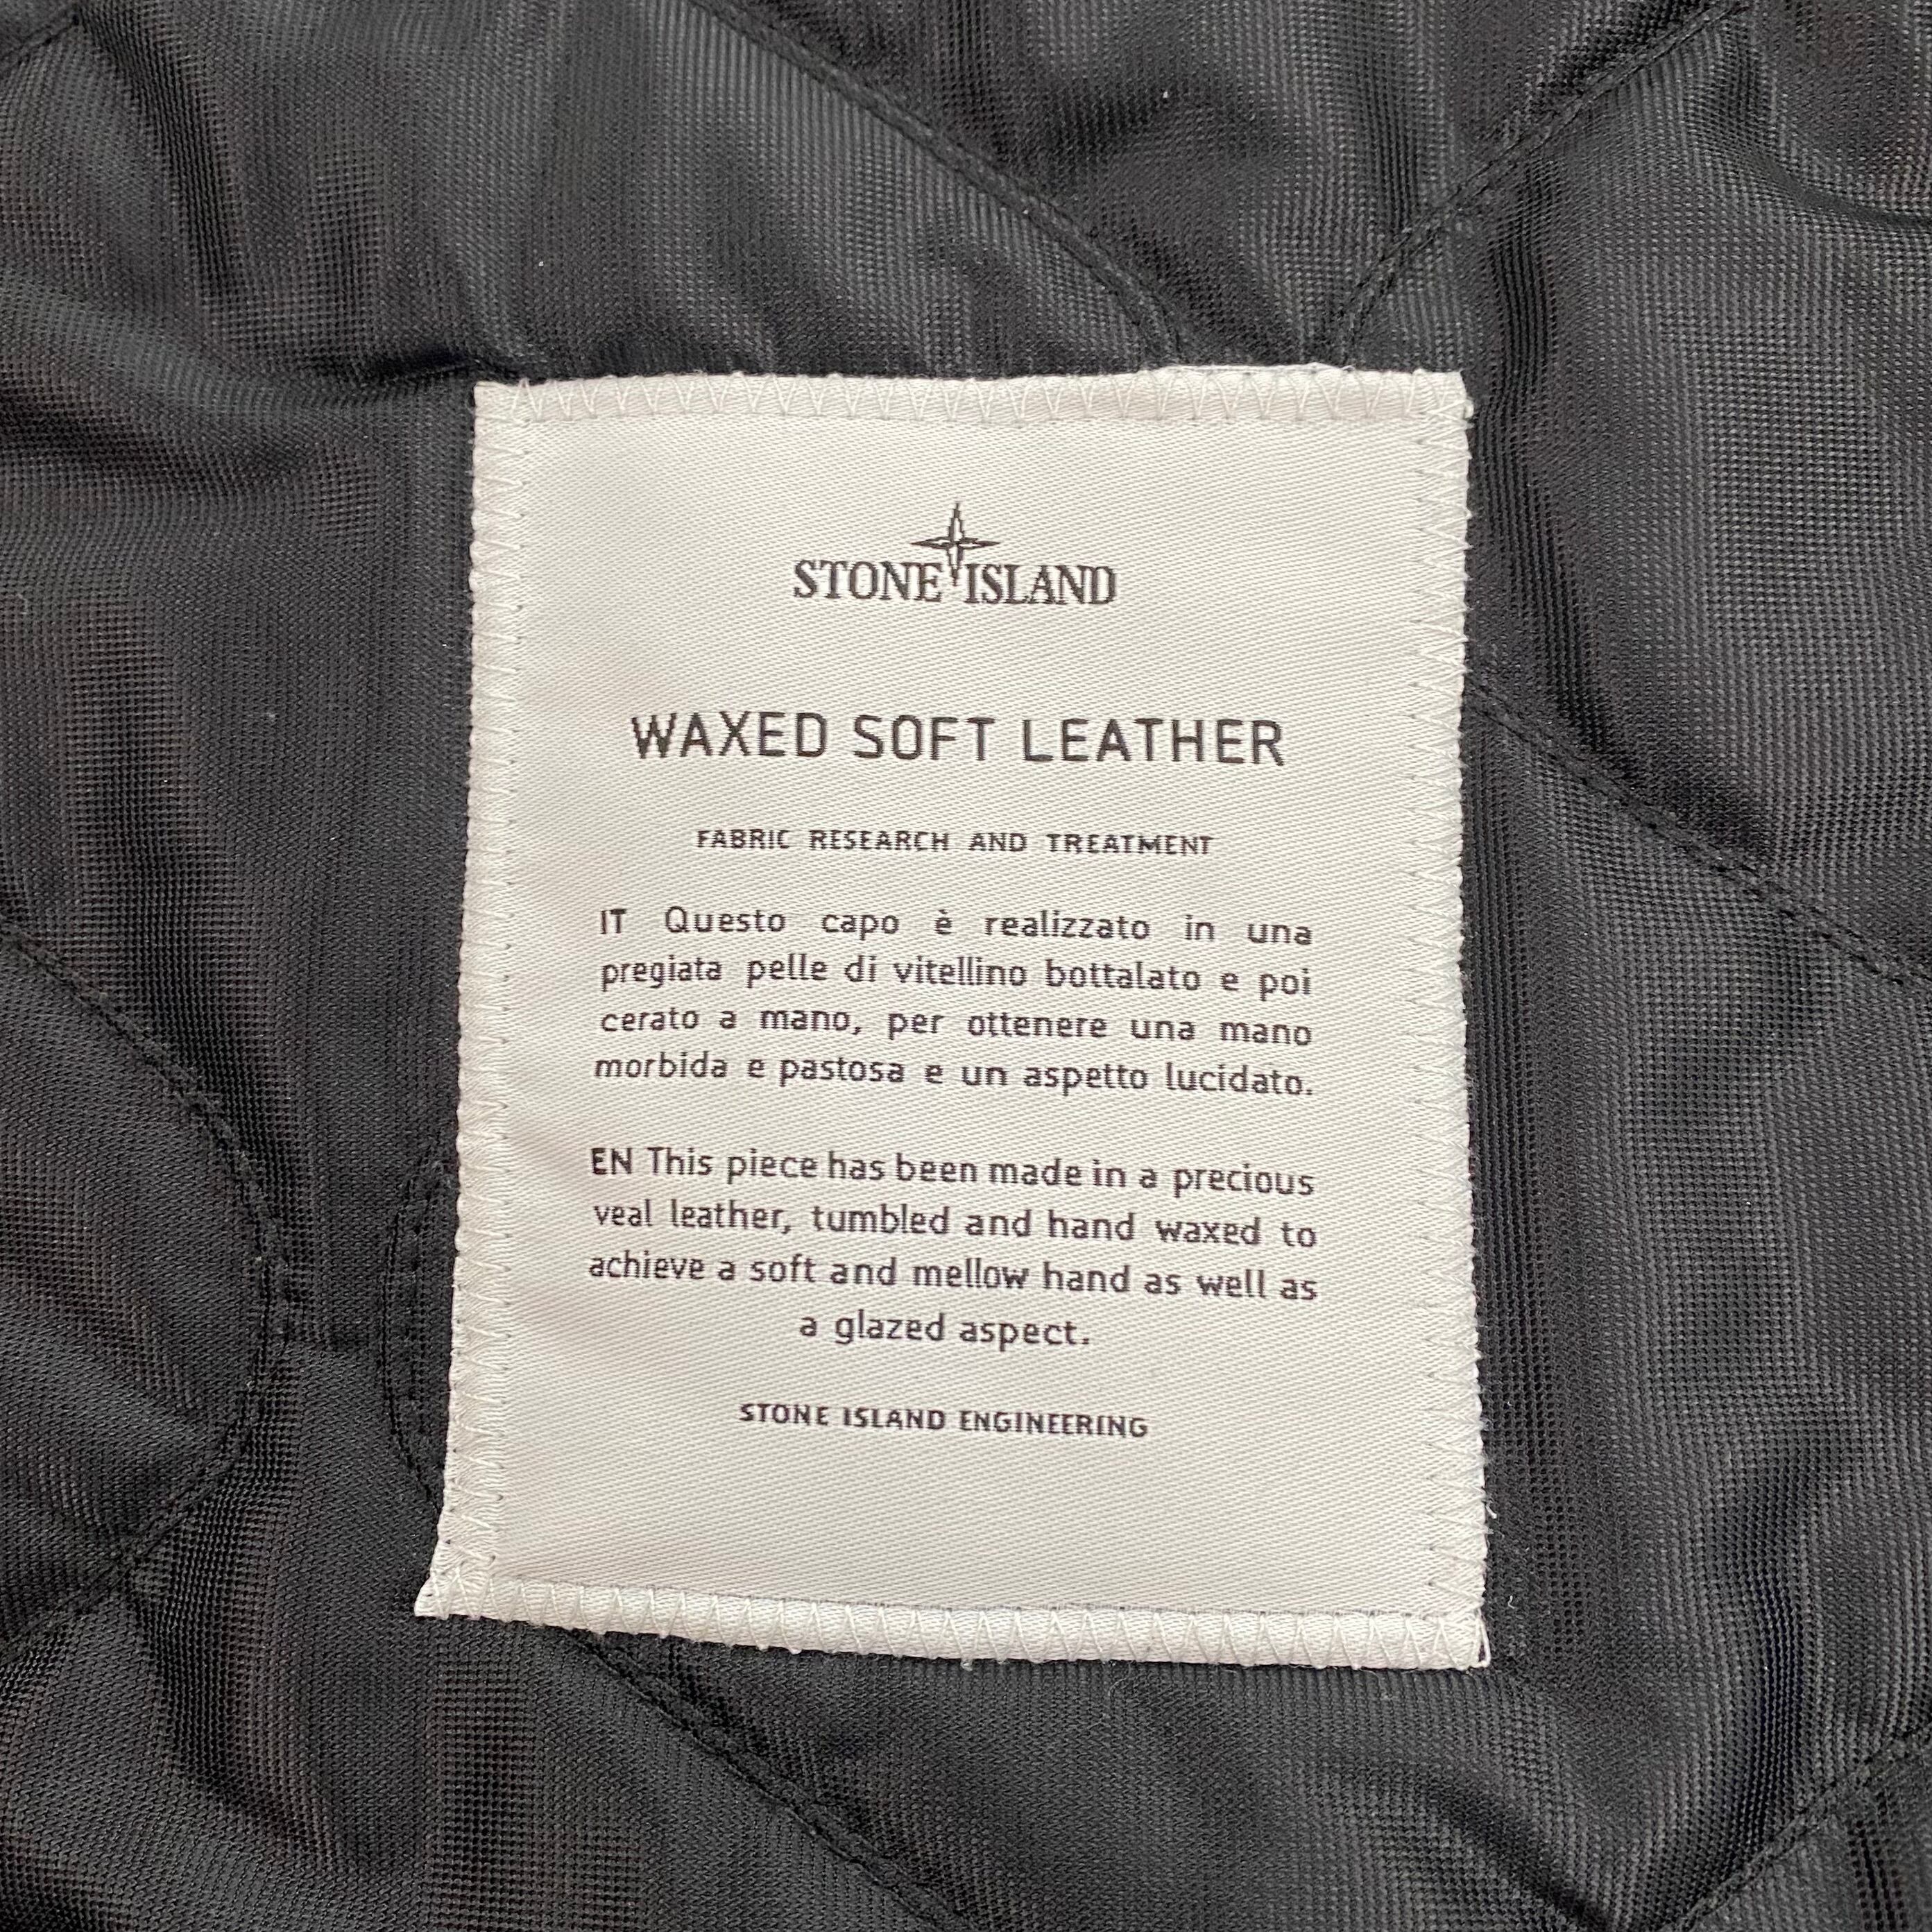 STONE ISLAND
WAXED SOFT LEATHER
FABRIC RESEARCH AND TREATMENT
IT Questo capo è realizzato in una
pregiata pelle di vitellino bottalato e poi
cerato a mano, per ottenere una mano
morbida e pastosa e un aspetto lucidato.
EN This piece has been made in a precious
veal leather, tumbled and hand waxed to
achieve a soft and mellow hand as well as
a glazed aspect.
STONE ISLAND ENGINEERING